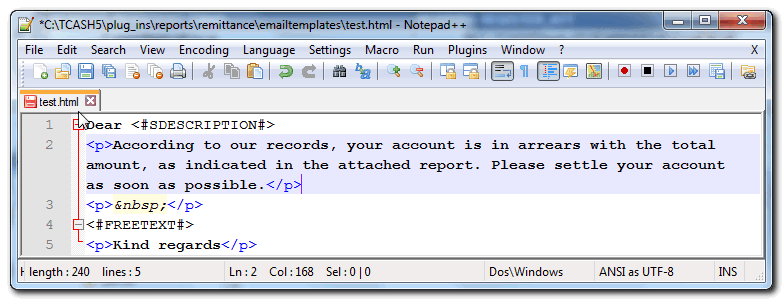 *C:\TCASH5\plug_ins\reports\remittance\emailtemplates\test.html - Notepad++
File Edit Search View Encoding Language Settings Macro Run Plugins Window ? X
test.html
1 Dear <#SDESCRIPTION#>
2 <p>According to our records, your account is in arrears with the total
amount, as indicated in the attached report. Please settle your account
as soon as possible.</p>
3 <p>&nbsp;</p>
4 <#FREETEXT#>
5 <p>Kind regards</p>
length : 240 lines : 5 Ln : 2 Col : 168 Sel : 0 | 0 Dos\Windows ANSI as UTF-8 INS